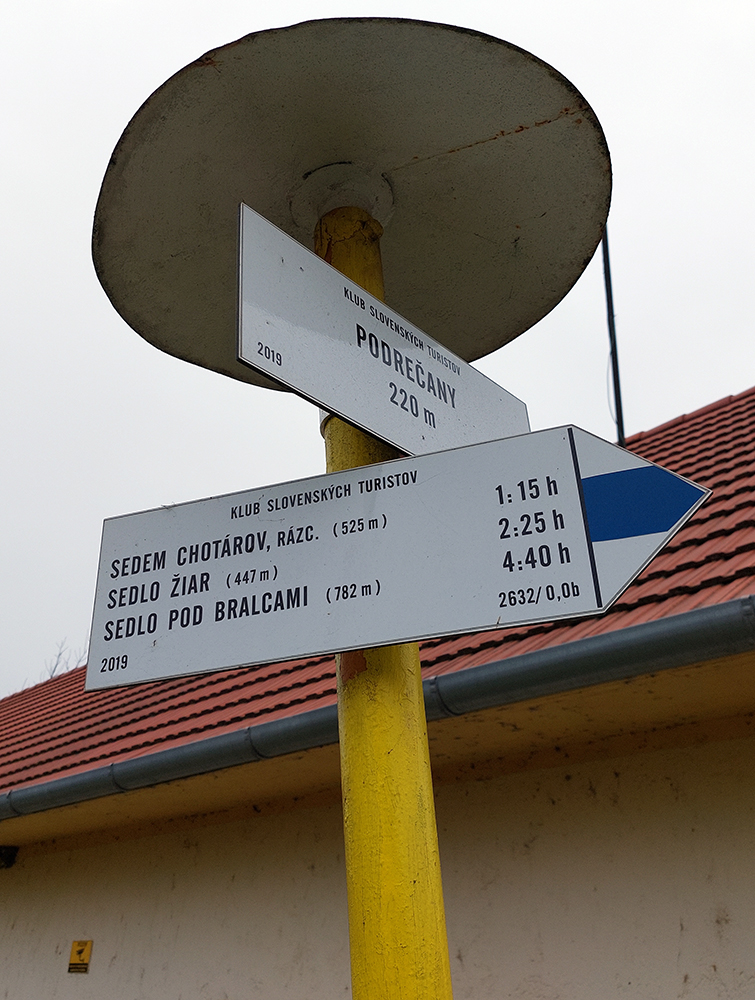 KLUB SLOVENSKÝCH TURISTOV
PODREČANY
220 m
2019
KLUB SLOVENSKÝCH TURISTOV
SEDEM CHOTÁROV, RÁZC. (525 m) 1:15 h
SEDLO ŽIAR (447 m) 2:25 h
SEDLO POD BRALCAMI (782 m) 4:40 h
2632/0,0b
2019